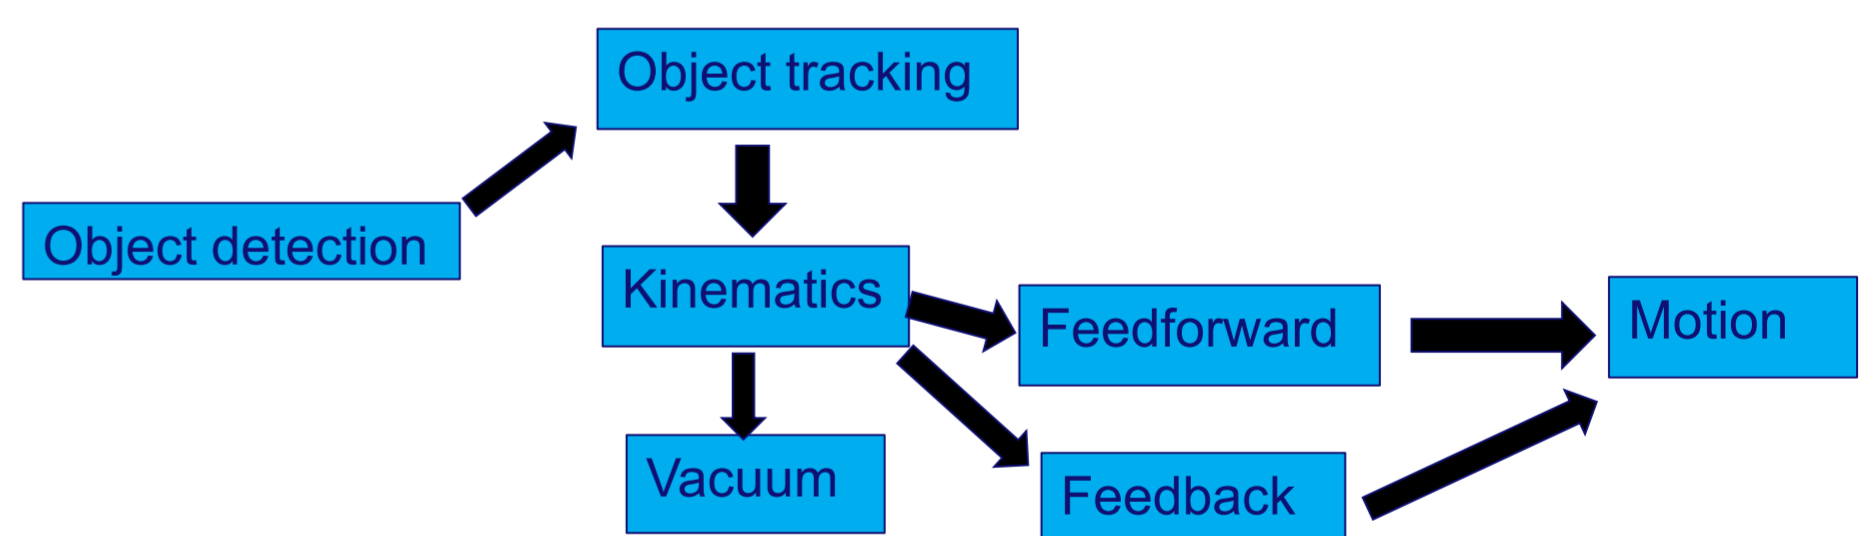 Object tracking
Object detection
Kinematics
Feedforward
Motion
Vacuum
Feedback